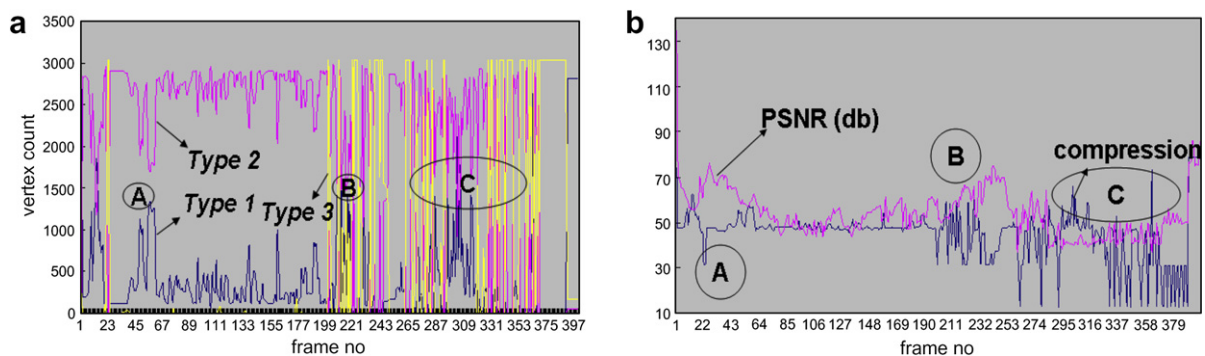 a
3500
3000
2500
2000
1500
1000
500
0
vertex count
Type 2
Type 1
Type 3
A
B
C
1 23 45 67 89 111 133 155 177 199 221 243 265 287 309 331 353 375 397
frame no
b
130
110
90
70
50
30
10
PSNR (db)
B
compression
C
A
1 22 43 64 85 106 127 148 169 190 211 232 253 274 295 316 337 358 379
frame no